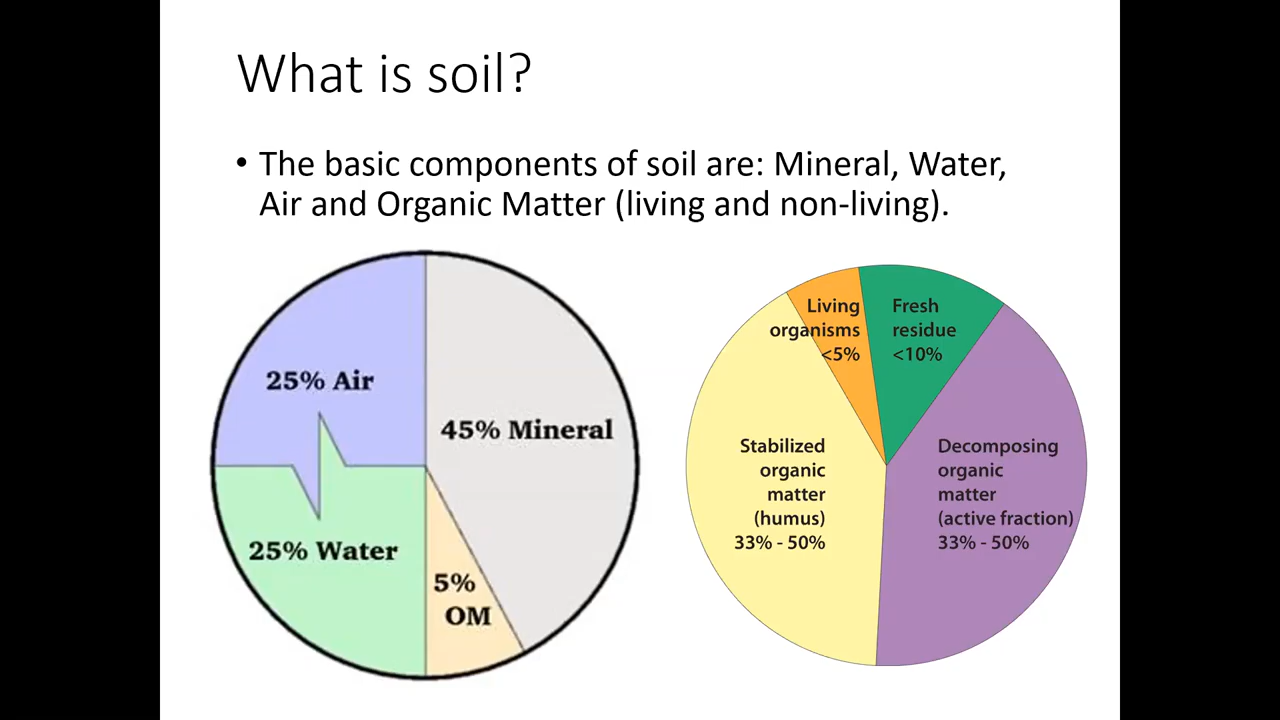 What is soil?
• The basic components of soil are: Mineral, Water,
Air and Organic Matter (living and non-living).
25% Air
45% Mineral
25% Water
5%
OM
Living
organisms
<5%
Fresh
residue
<10%
Stabilized
organic
matter
(humus)
33% - 50%
Decomposing
organic
matter
(active fraction)
33% - 50%